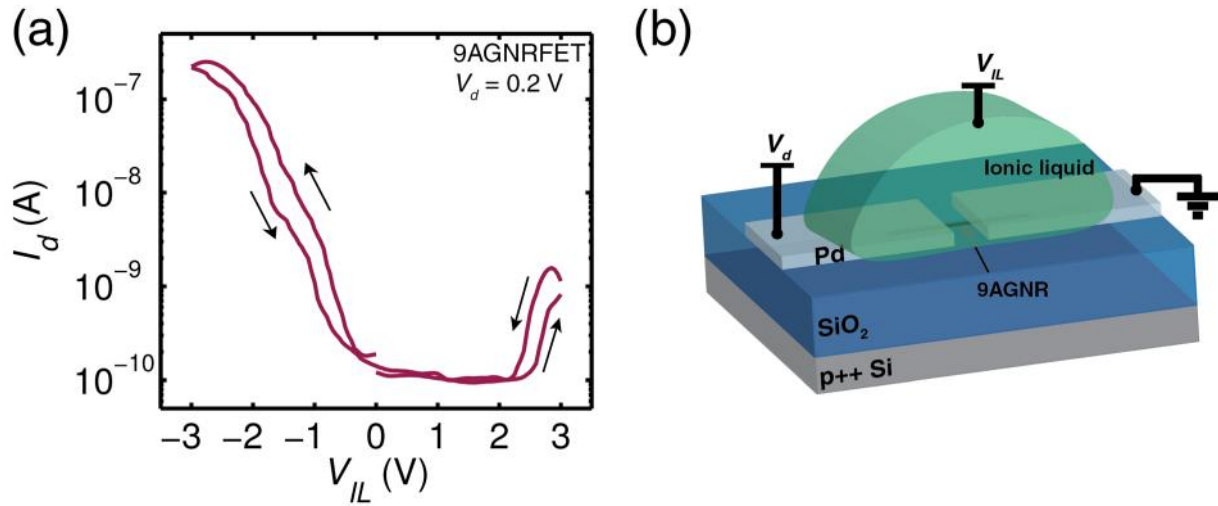 (a)
9AGNRFET
V_d = 0.2 V
10⁻⁷
10⁻⁸
10⁻⁹
10⁻¹⁰
I_d (A)
−3 −2 −1 0 1 2 3
V_IL (V)
(b)
V_IL
V_d
Ionic liquid
Pd
9AGNR
SiO₂
p++ Si